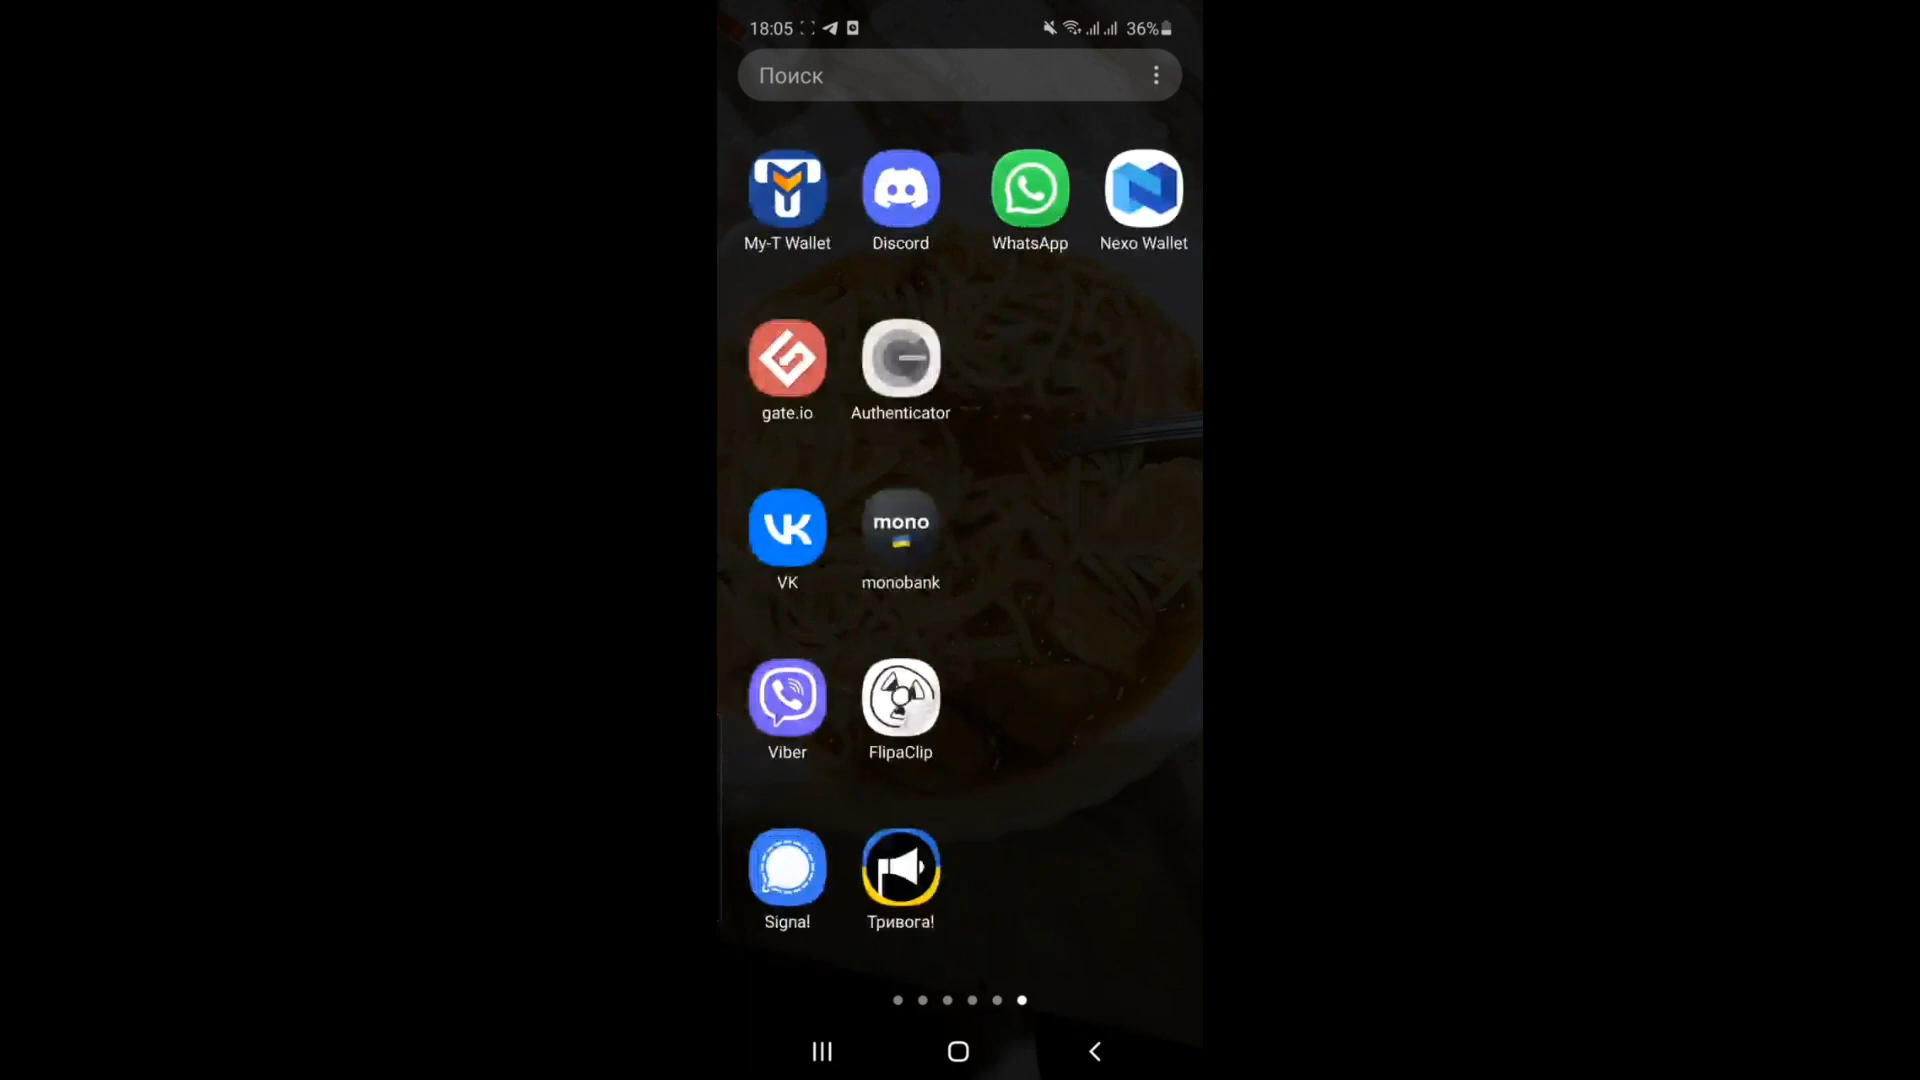 18:05
36%
Поиск
My-T Wallet
Discord
WhatsApp
Nexo Wallet
gate.io
Authenticator
VK
mono
monobank
Viber
FlipaClip
Signal
Тривога!